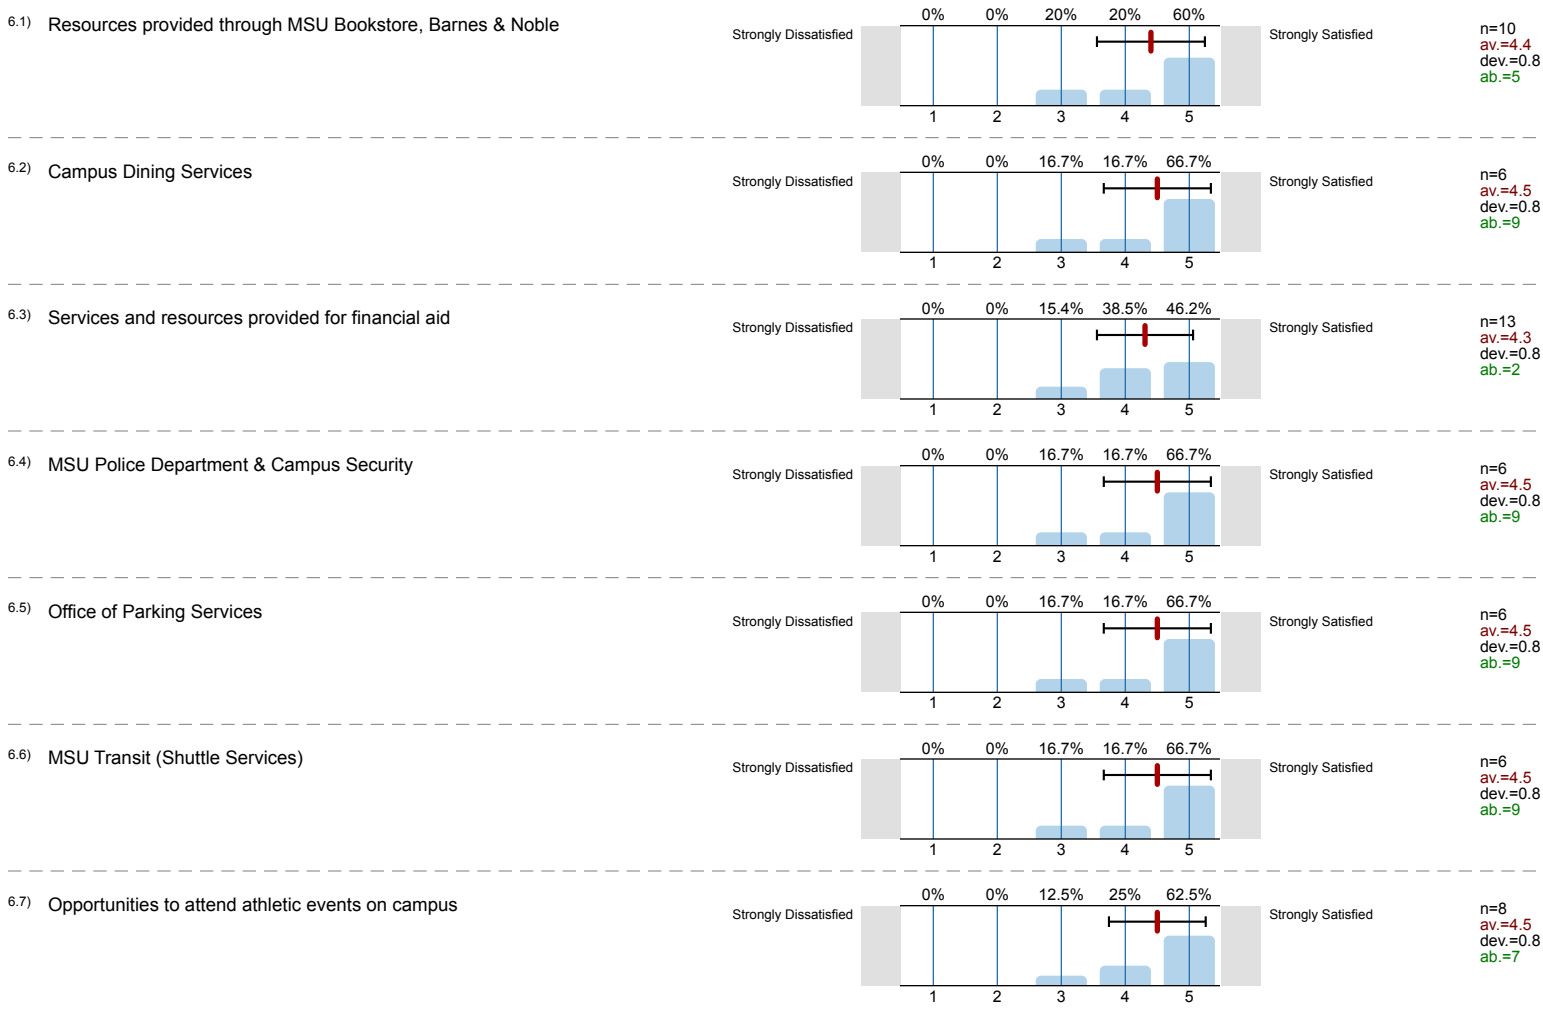 6.1) Resources provided through MSU Bookstore, Barnes & Noble
0% 0% 20% 20% 60%
Strongly Dissatisfied Strongly Satisfied
n=10
av.=4.4
dev.=0.8
ab.=5
1 2 3 4 5
6.2) Campus Dining Services
0% 0% 16.7% 16.7% 66.7%
Strongly Dissatisfied Strongly Satisfied
n=6
av.=4.5
dev.=0.8
ab.=9
1 2 3 4 5
6.3) Services and resources provided for financial aid
0% 0% 15.4% 38.5% 46.2%
Strongly Dissatisfied Strongly Satisfied
n=13
av.=4.3
dev.=0.8
ab.=2
1 2 3 4 5
6.4) MSU Police Department & Campus Security
0% 0% 16.7% 16.7% 66.7%
Strongly Dissatisfied Strongly Satisfied
n=6
av.=4.5
dev.=0.8
ab.=9
1 2 3 4 5
6.5) Office of Parking Services
0% 0% 16.7% 16.7% 66.7%
Strongly Dissatisfied Strongly Satisfied
n=6
av.=4.5
dev.=0.8
ab.=9
1 2 3 4 5
6.6) MSU Transit (Shuttle Services)
0% 0% 16.7% 16.7% 66.7%
Strongly Dissatisfied Strongly Satisfied
n=6
av.=4.5
dev.=0.8
ab.=9
1 2 3 4 5
6.7) Opportunities to attend athletic events on campus
0% 0% 12.5% 25% 62.5%
Strongly Dissatisfied Strongly Satisfied
n=8
av.=4.5
dev.=0.8
ab.=7
1 2 3 4 5